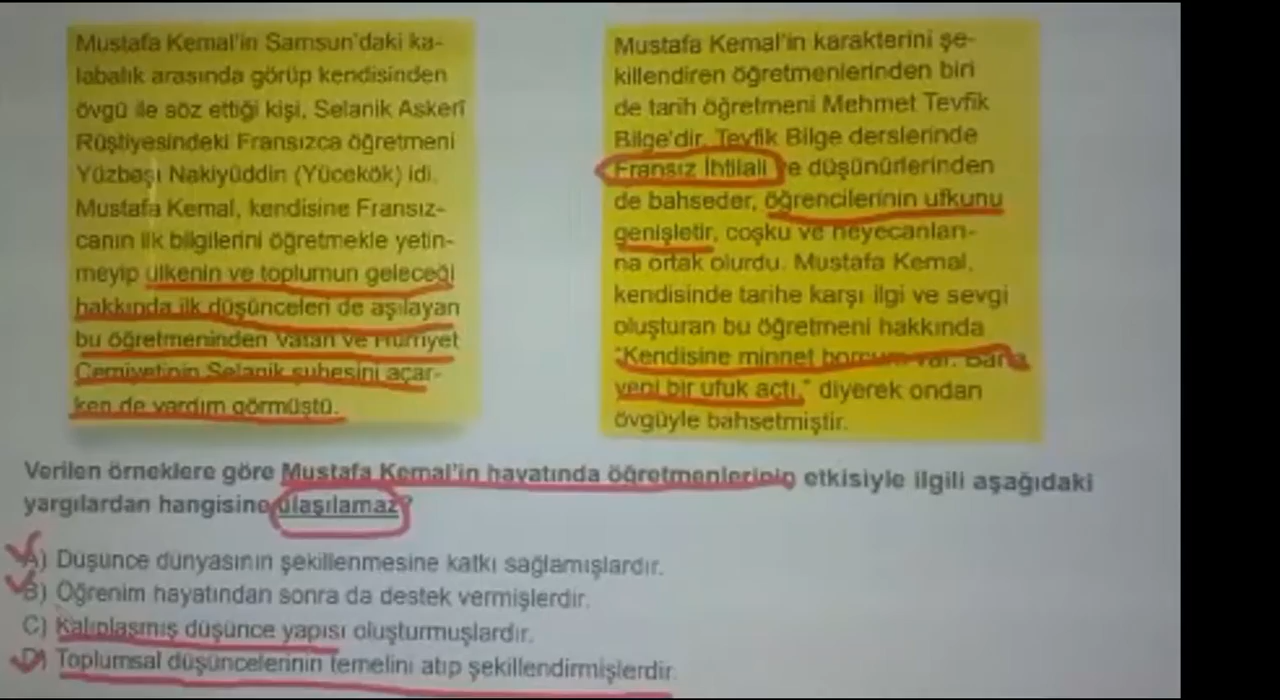 Mustafa Kemal'in Samsun'daki ka-
labalık arasında görüp kendisinden
övgü ile söz ettiği kişi, Selanik Askerî
Rüştiyesindeki Fransızca öğretmeni
Yüzbaşı Nakiyüddin (Yücekök) idi.
Mustafa Kemal, kendisine Fransız-
canın ilk bilgilerini öğretmekle yetin-
meyip ülkenin ve toplumun geleceği
hakkında ilk düşünceleri de aşılayan
bu öğretmeninden Vatan ve Hürriyet
Cemiyetinin Selanik şubesini açar-
ken de yardım görmüştü.
Mustafa Kemal'in karakterini şe-
killendiren öğretmenlerinden biri
de tarih öğretmeni Mehmet Tevfik
Bilge'dir. Tevfik Bilge derslerinde
Fransız İhtilali ve düşünürlerinden
de bahseder, öğrencilerinin ufkunu
genişletir, coşku ve heyecanları-
na ortak olurdu. Mustafa Kemal,
kendisinde tarihe karşı ilgi ve sevgi
oluşturan bu öğretmeni hakkında
"Kendisine minnet borcum var. Bana
yeni bir ufuk açtı." diyerek ondan
övgüyle bahsetmiştir.
Verilen örneklere göre Mustafa Kemal'in hayatında öğretmenlerinin etkisiyle ilgili aşağıdaki
yargılardan hangisine ulaşılamaz?
A) Düşünce dünyasının şekillenmesine katkı sağlamışlardır.
B) Öğrenim hayatından sonra da destek vermişlerdir.
C) Kalıplaşmış düşünce yapısı oluşturmuşlardır.
D) Toplumsal düşüncelerinin temelini atıp şekillendirmişlerdir.